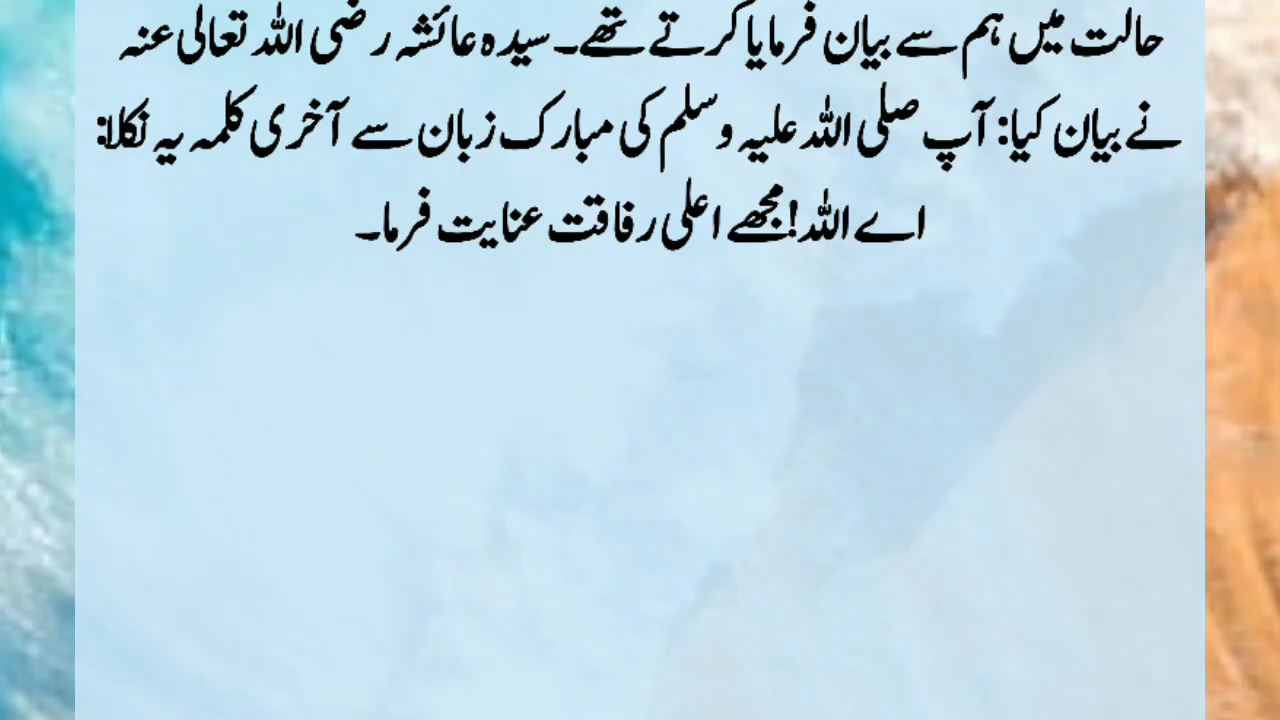 حالت میں ہم سے بیان فرمایا کرتے تھے۔ سیدہ عائشہ رضی اللہ تعالی عنہ
نے بیان کیا: آپ صلی اللہ علیہ وسلم کی مبارک زبان سے آخری کلمہ یہ نکلا:
اے اللہ! مجھے اعلی رفاقت عنایت فرما۔